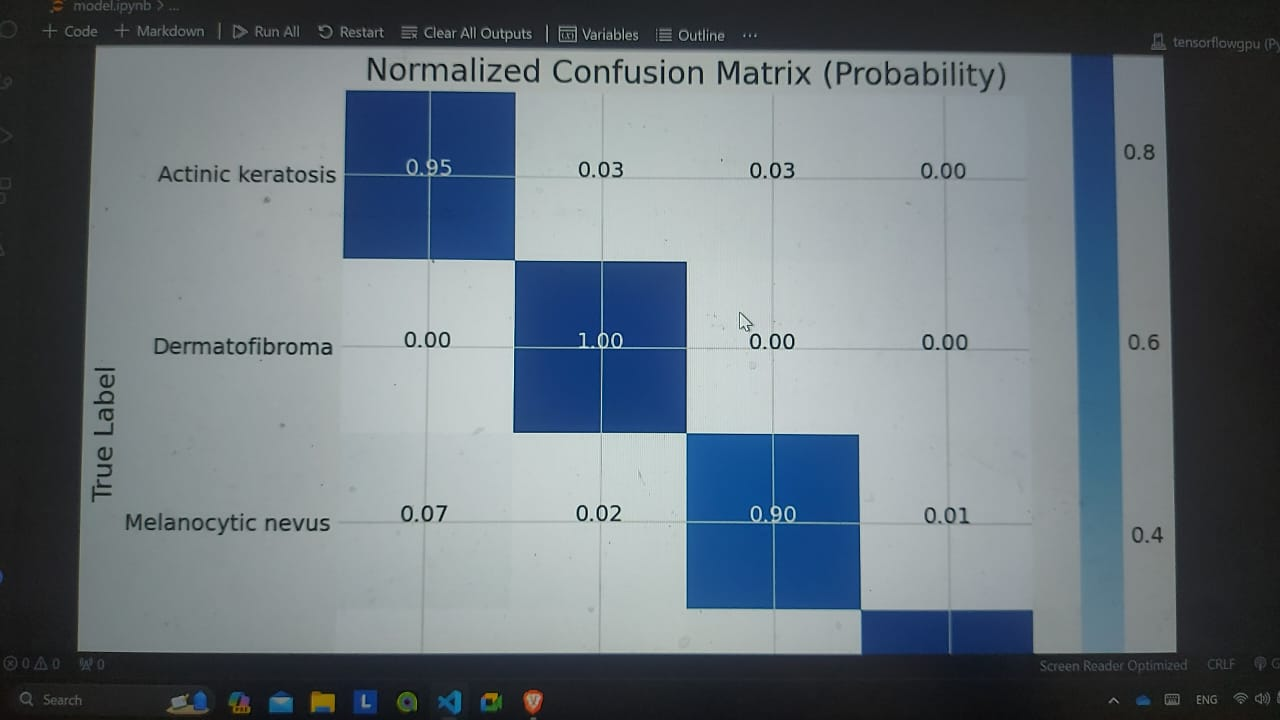 model.ipynb > ...
+ Code + Markdown | Run All Restart Clear All Outputs | Variables Outline ...
tensorflowgpu (Py
Normalized Confusion Matrix (Probability)
Actinic keratosis 0.95 0.03 0.03 0.00
Dermatofibroma 0.00 1.00 0.00 0.00
Melanocytic nevus 0.07 0.02 0.90 0.01
True Label
0.8
0.6
0.4
0 0 0
Screen Reader Optimized CRLF
Search
L
PRE
ENG